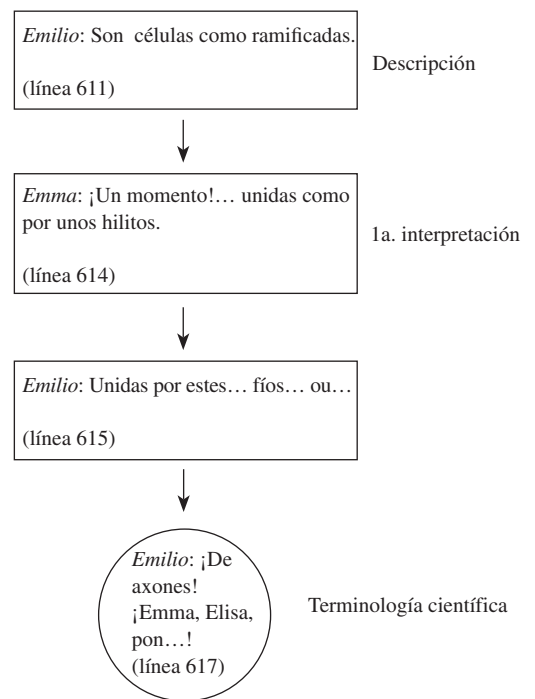 Emilio: Son células como ramificadas.
(línea 611)
Descripción
Emma: ¡Un momento!… unidas como
por unos hilitos.
(línea 614)
1a. interpretación
Emilio: Unidas por estes… fíos… ou…
(línea 615)
Emilio: ¡De
axones!
¡Emma, Elisa,
pon…!
(línea 617)
Terminología científica